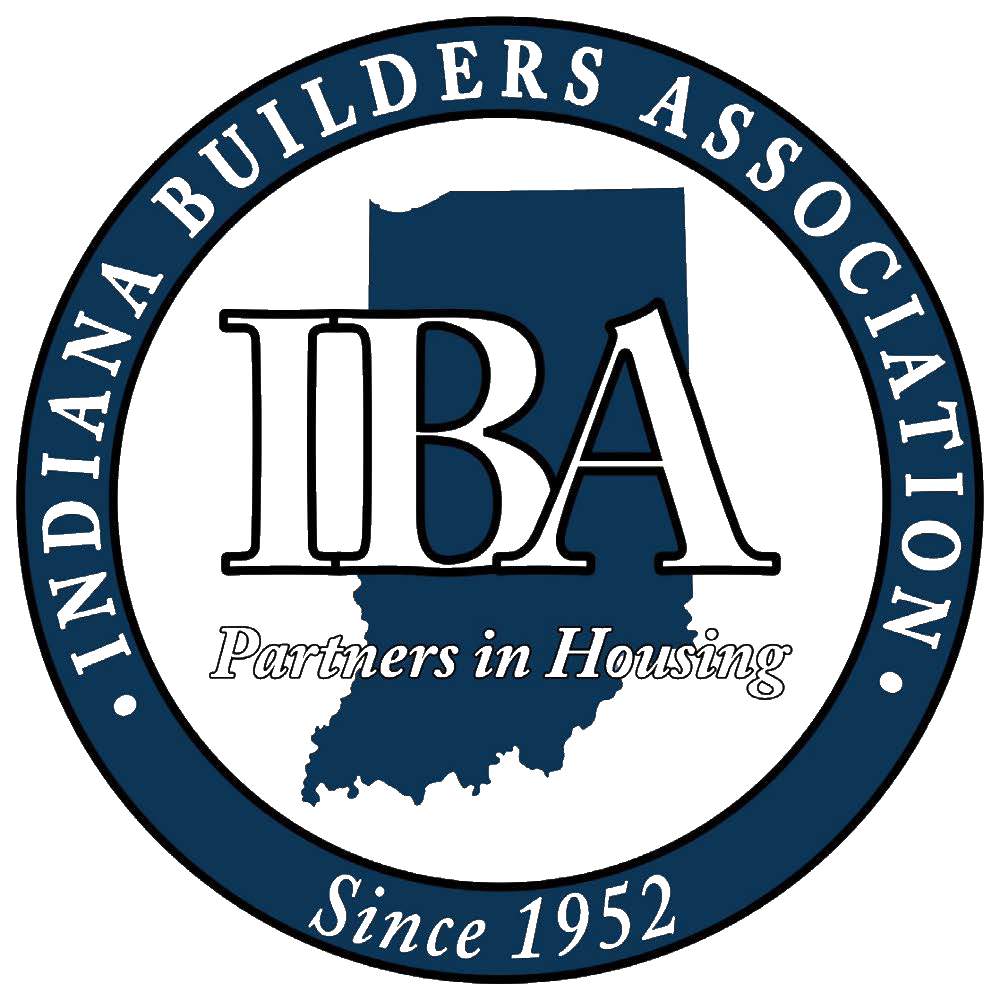 • INDIANA BUILDERS ASSOCIATION •
IBA
Partners in Housing
Since 1952